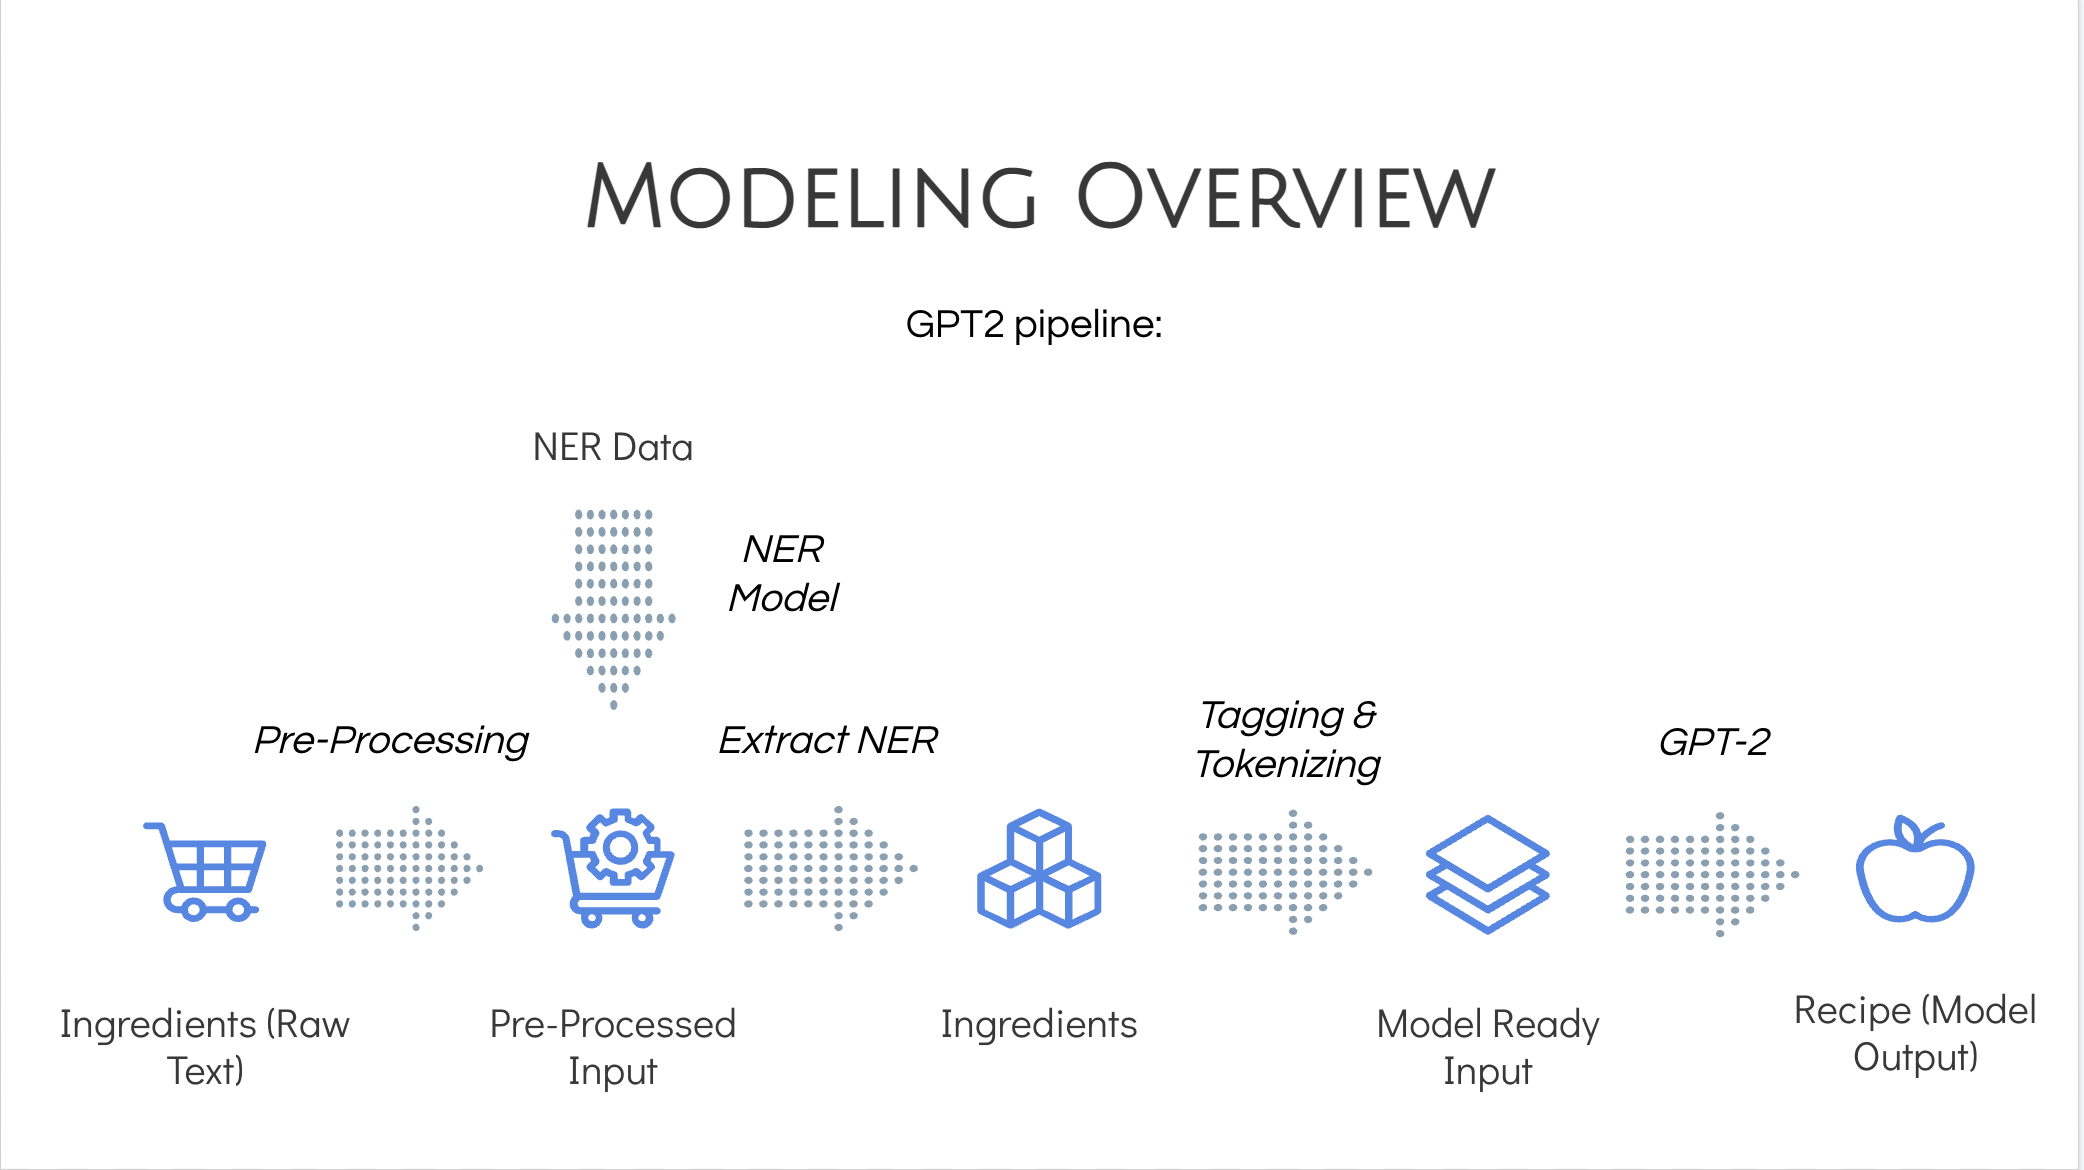 MODELING OVERVIEW
GPT2 pipeline:
NER Data
NER
Model
Pre-Processing
Extract NER
Tagging &
Tokenizing
GPT-2
Ingredients (Raw
Text)
Pre-Processed
Input
Ingredients
Model Ready
Input
Recipe (Model
Output)